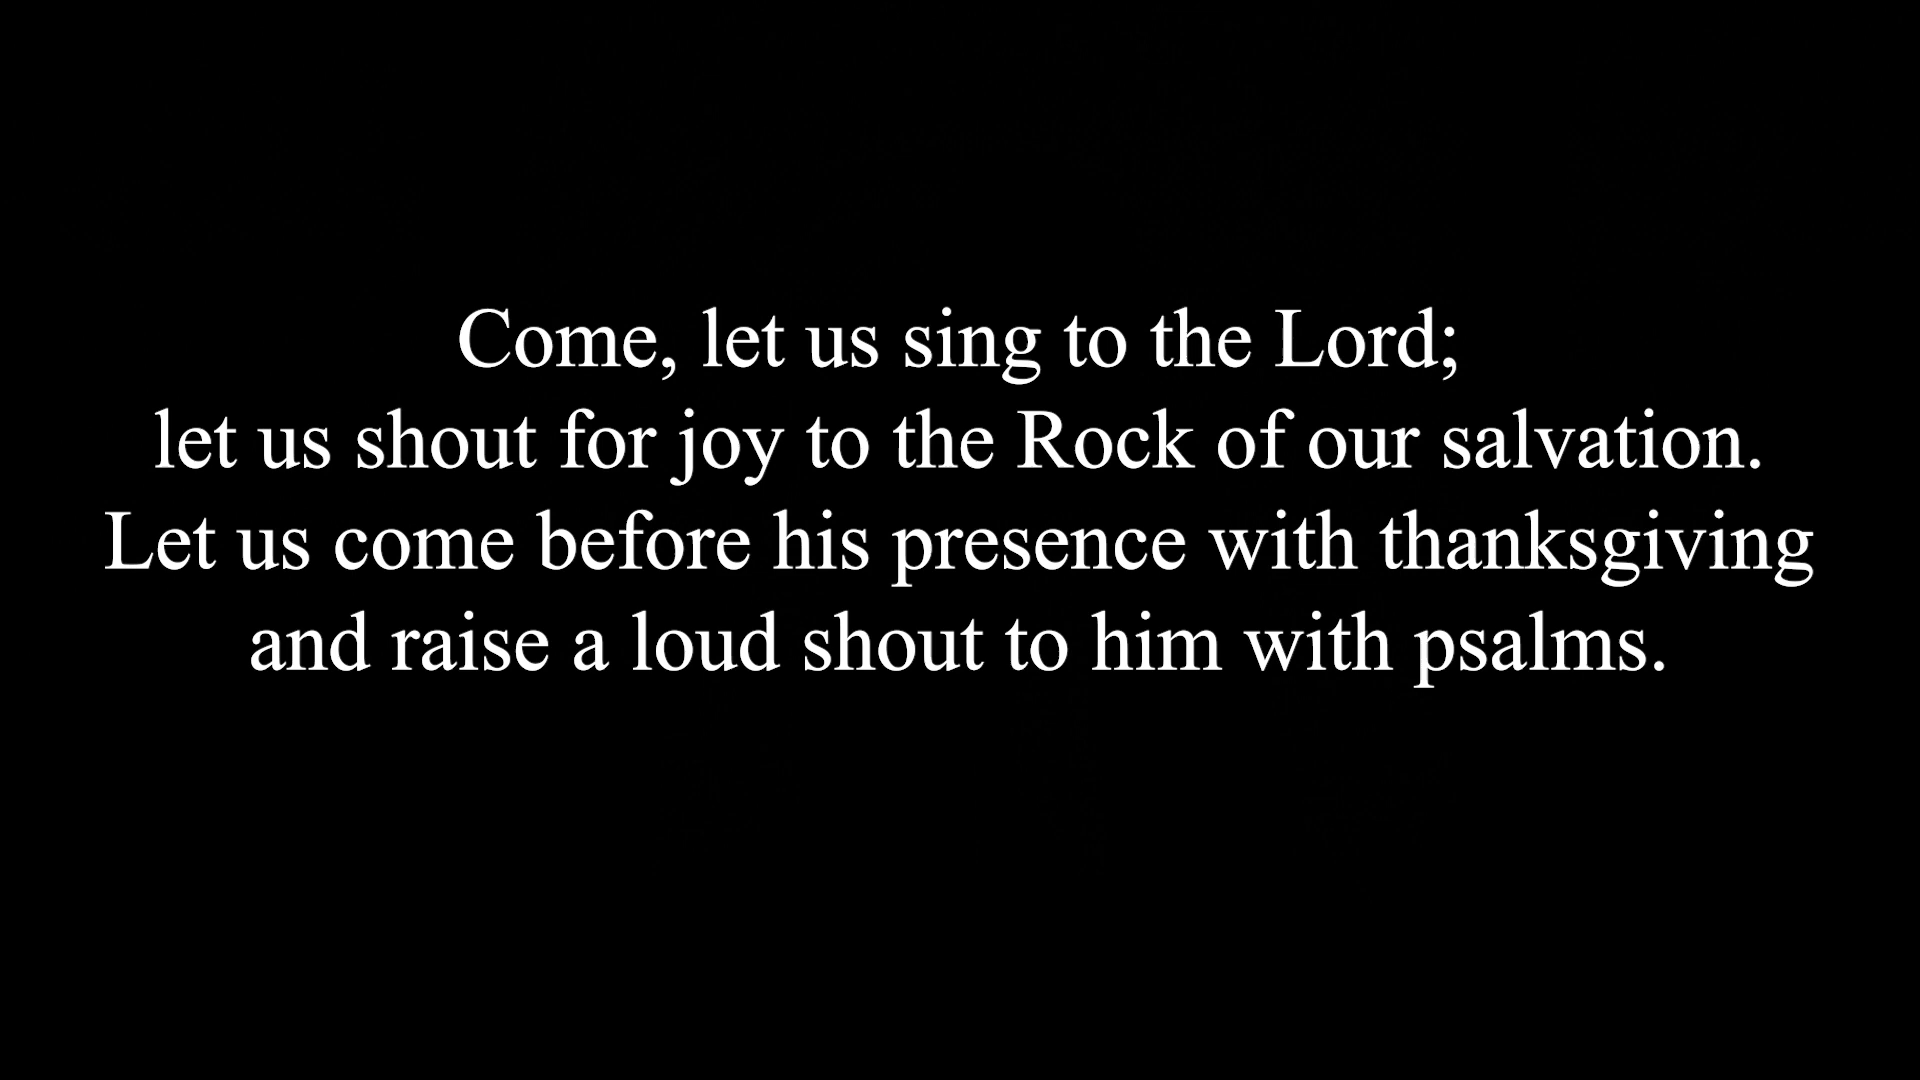 Come, let us sing to the Lord;
let us shout for joy to the Rock of our salvation.
Let us come before his presence with thanksgiving
and raise a loud shout to him with psalms.